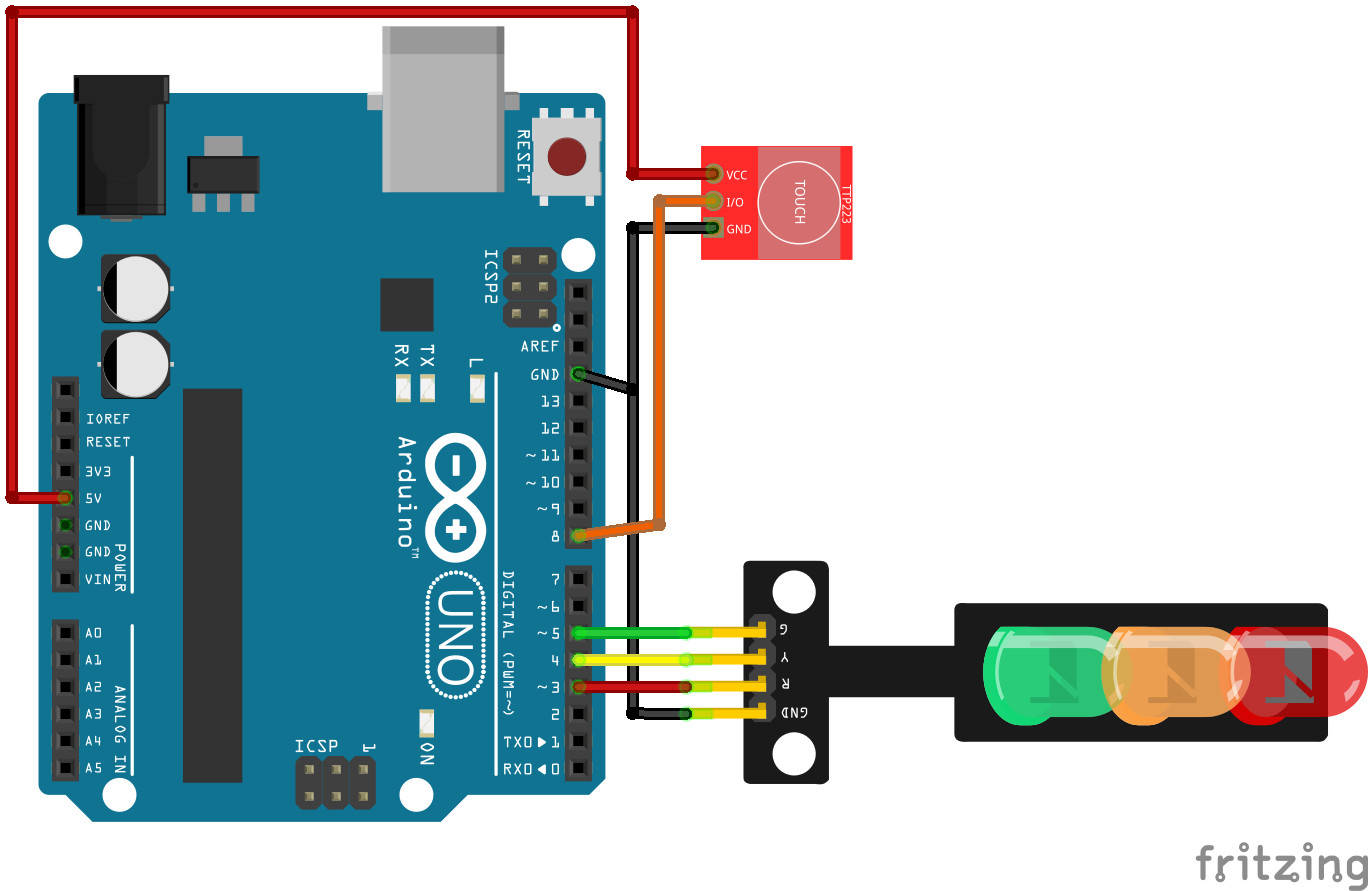 RESET
VCC
I/O
GND
TOUCH
TTP223
ICSP2
RX
TX
L
AREF
GND
13
12
~11
~10
~9
8
IOREF
RESET
3V3
5V
GND
GND
VIN
POWER
Arduino™
UNO
DIGITAL (PWM=~)
7
~6
~5
4
~3
2
TX0▶1
RX0◀0
A0
A1
A2
A3
A4
A5
ANALOG IN
ICSP
1
ON
G
Y
R
GND
fritzing